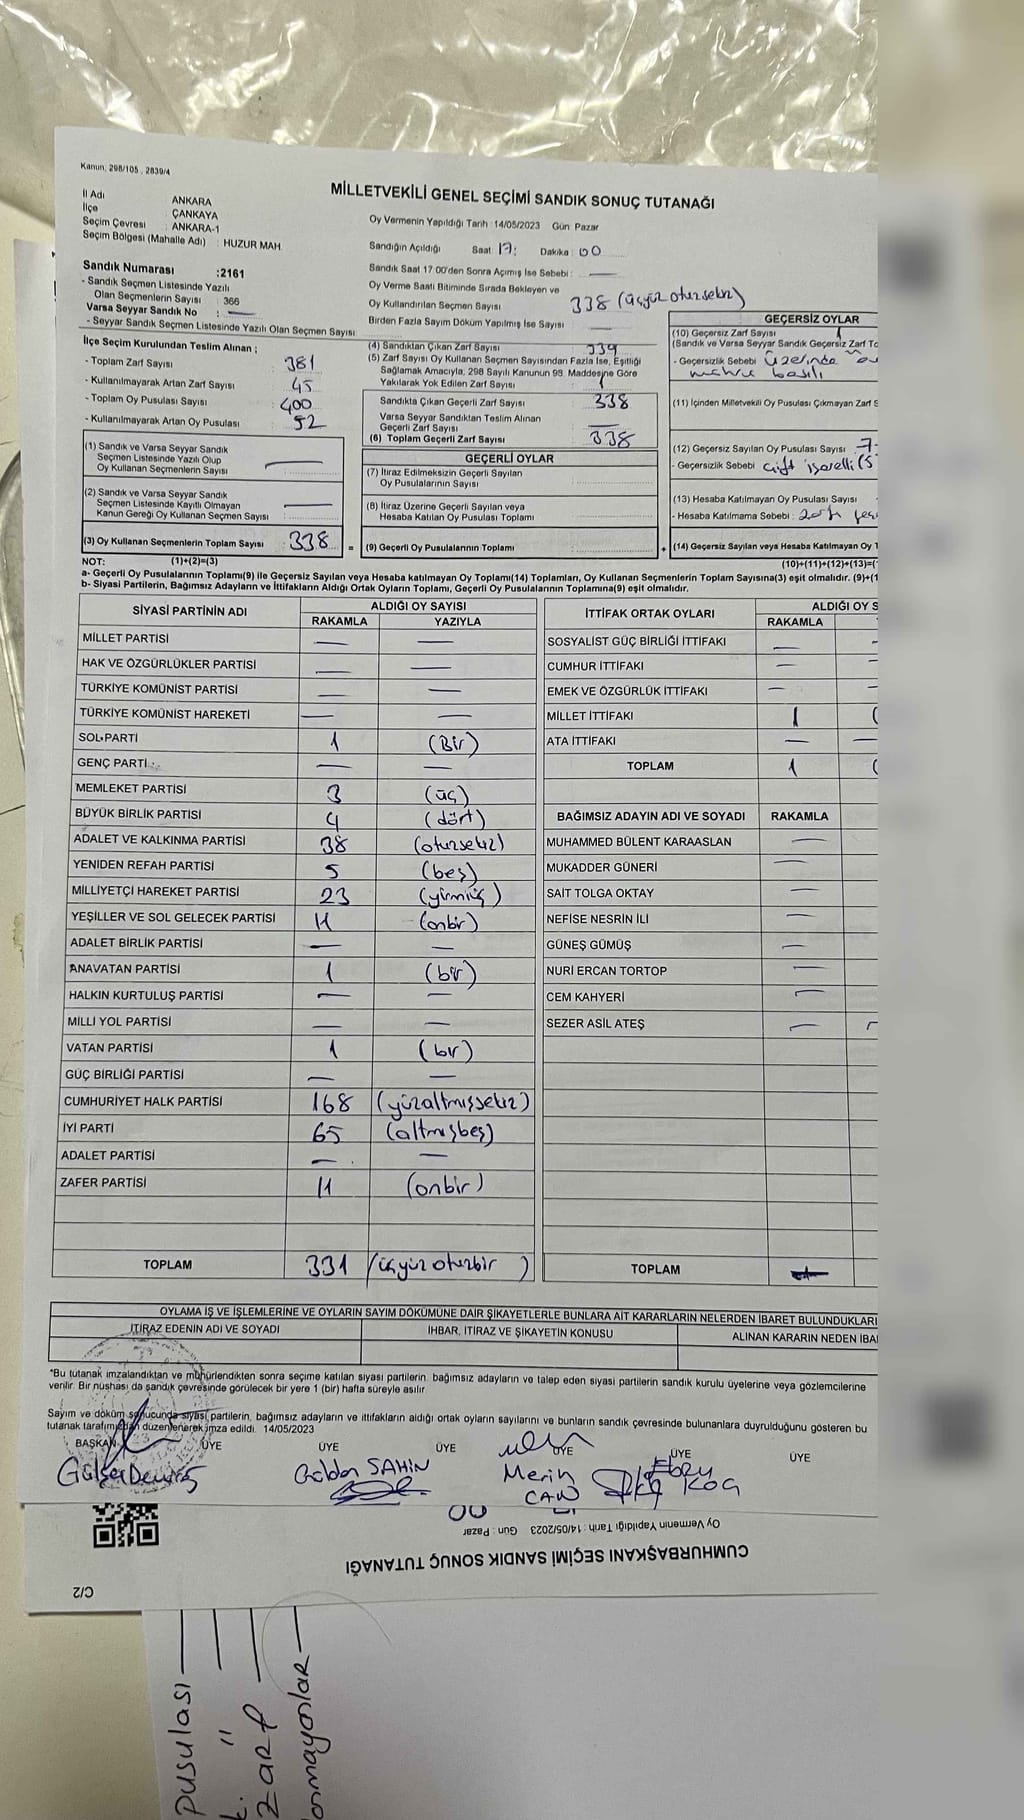 Kanun; 298/105 , 2839/4
MİLLETVEKİLİ GENEL SEÇİMİ SANDIK SONUÇ TUTANAĞI
İl Adı ANKARA
İlçe ÇANKAYA
Seçim Çevresi : ANKARA-1
Seçim Bölgesi (Mahalle Adı) : HUZUR MAH.
Sandık Numarası :2161
- Sandık Seçmen Listesinde Yazılı
Olan Seçmenlerin Sayısı : 366
Varsa Seyyar Sandık No : —
- Seyyar Sandık Seçmen Listesinde Yazılı Olan Seçmen Sayısı
Oy Vermenin Yapıldığı Tarih :14/05/2023 Gün: Pazar
Sandığın Açıldığı Saat 17: Dakika: 00
Sandık Saat 17:00'den Sonra Açımış İse Sebebi : —
Oy Verme Saati Bitiminde Sırada Bekleyen ve
Oy Kullandırılan Seçmen Sayısı 338 (üçyüz otuzsekiz)
Birden Fazla Sayım Döküm Yapılmış İse Sayısı —
İlçe Seçim Kurulundan Teslim Alınan ;
- Toplam Zarf Sayısı 381
- Kullanılmayarak Artan Zarf Sayısı 45
- Toplam Oy Pusulası Sayısı 400
- Kullanılmayarak Artan Oy Pusulası 52
(4) Sandıktan Çıkan Zarf Sayısı 339
(5) Zarf Sayısı Oy Kullanan Seçmen Sayısından Fazla İse, Eşitliği
Sağlamak Amacıyla, 298 Sayılı Kanunun 98. Maddesine Göre
Yakılarak Yok Edilen Zarf Sayısı 1
Sandıkta Çıkan Geçerli Zarf Sayısı 338
Varsa Seyyar Sandıktan Teslim Alınan
Geçerli Zarf Sayısı —
(6) Toplam Geçerli Zarf Sayısı 338
GEÇERSİZ OYLAR
(10) Geçersiz Zarf Sayısı 1
(Sandık ve Varsa Seyyar Sandık Geçersiz Zarf To
- Geçersizlik Sebebi üzerinde
mühür basılı
(11) İçinden Milletvekili Oy Pusulası Çıkmayan Zarf S
(12) Geçersiz Sayılan Oy Pusulası Sayısı 7
- Geçersizlik Sebebi çift işaretli (5
(13) Hesaba Katılmayan Oy Pusulası Sayısı
- Hesaba Katılmama Sebebi : zarfı
(14) Geçersiz Sayılan veya Hesaba Katılmayan Oy T
(10)+(11)+(12)+(13)=(
(1) Sandık ve Varsa Seyyar Sandık
Seçmen Listesinde Yazılı Olup
Oy Kullanan Seçmenlerin Sayısı —
(2) Sandık ve Varsa Seyyar Sandık
Seçmen Listesinde Kayıtlı Olmayan
Kanun Gereği Oy Kullanan Seçmen Sayısı —
(3) Oy Kullanan Seçmenlerin Toplam Sayısı 338 =
GEÇERLİ OYLAR
(7) İtiraz Edilmeksizin Geçerli Sayılan
Oy Pusulalarının Sayısı
(8) İtiraz Üzerine Geçerli Sayılan veya
Hesaba Katılan Oy Pusulası Toplamı
(9) Geçerli Oy Pusulalarının Toplamı +
NOT: (1)+(2)=(3)
a- Geçerli Oy Pusulalarının Toplamı(9) ile Geçersiz Sayılan veya Hesaba katılmayan Oy Toplamı(14) Toplamları, Oy Kullanan Seçmenlerin Toplam Sayısına(3) eşit olmalıdır. (9)+(1
b- Siyasi Partilerin, Bağımsız Adayların ve İttifakların Aldığı Ortak Oyların Toplamı, Geçerli Oy Pusulalarının Toplamına(9) eşit olmalıdır.
SİYASİ PARTİNİN ADI ALDIĞI OY SAYISI
RAKAMLA YAZIYLA
MİLLET PARTİSİ — —
HAK VE ÖZGÜRLÜKLER PARTİSİ — —
TÜRKİYE KOMÜNİST PARTİSİ — —
TÜRKİYE KOMÜNİST HAREKETİ — —
SOL PARTİ 1 (Bir)
GENÇ PARTİ — —
MEMLEKET PARTİSİ 3 (üç)
BÜYÜK BİRLİK PARTİSİ 4 (dört)
ADALET VE KALKINMA PARTİSİ 38 (otuzsekiz)
YENİDEN REFAH PARTİSİ 5 (beş)
MİLLİYETÇİ HAREKET PARTİSİ 23 (yirmiüç)
YEŞİLLER VE SOL GELECEK PARTİSİ 11 (onbir)
ADALET BİRLİK PARTİSİ — —
ANAVATAN PARTİSİ 1 (bir)
HALKIN KURTULUŞ PARTİSİ — —
MİLLİ YOL PARTİSİ — —
VATAN PARTİSİ 1 (bir)
GÜÇ BİRLİĞİ PARTİSİ — —
CUMHURİYET HALK PARTİSİ 168 (yüzaltmışsekiz)
İYİ PARTİ 65 (altmışbeş)
ADALET PARTİSİ — —
ZAFER PARTİSİ 11 (onbir)
TOPLAM 331 (üçyüz otuzbir)
İTTİFAK ORTAK OYLARI ALDIĞI OY S
RAKAMLA
SOSYALİST GÜÇ BİRLİĞİ İTTİFAKI — -
CUMHUR İTTİFAKI — -
EMEK VE ÖZGÜRLÜK İTTİFAKI — -
MİLLET İTTİFAKI 1 (
ATA İTTİFAKI — —
TOPLAM 1 (
BAĞIMSIZ ADAYIN ADI VE SOYADI RAKAMLA
MUHAMMED BÜLENT KARAASLAN —
MUKADDER GÜNERİ —
SAİT TOLGA OKTAY —
NEFİSE NESRİN İLİ —
GÜNEŞ GÜMÜŞ —
NURİ ERCAN TORTOP —
CEM KAHYERİ —
SEZER ASİL ATEŞ —
TOPLAM
OYLAMA İŞ VE İŞLEMLERİNE VE OYLARIN SAYIM DÖKÜMÜNE DAİR ŞİKAYETLERLE BUNLARA AİT KARARLARIN NELERDEN İBARET BULUNDUKLARI
İTİRAZ EDENİN ADI VE SOYADI İHBAR, İTİRAZ VE ŞİKAYETİN KONUSU ALINAN KARARIN NEDEN İBA
*Bu tutanak imzalandıktan ve mühürlendikten sonra seçime katılan siyasi partilerin, bağımsız adayların ve talep eden siyasi partilerin sandık kurulu üyelerine veya gözlemcilerine
verilir. Bir nüshası da sandık çevresinde görülecek bir yere 1 (bir) hafta süreyle asılır.
Sayım ve döküm sonucunda siyasi partilerin, bağımsız adayların ve ittifakların aldığı ortak oyların sayılarını ve bunların sandık çevresinde bulunanlara duyrulduğunu gösteren bu
tutanak tarafımızdan düzenlenerek imza edildi. 14/05/2023
BAŞKAN ÜYE ÜYE ÜYE ÜYE ÜYE ÜYE
ŞAHİN
Merin
CAN
Ebru
KOÇ
CUMHURBAŞKANI SEÇİMİ SANDIK SONUÇ TUTANAĞI
Oy Vermenin Yapıldığı Tarih : 14/05/2023 Gün : Pazar
C/2
pusulası —
zarf —